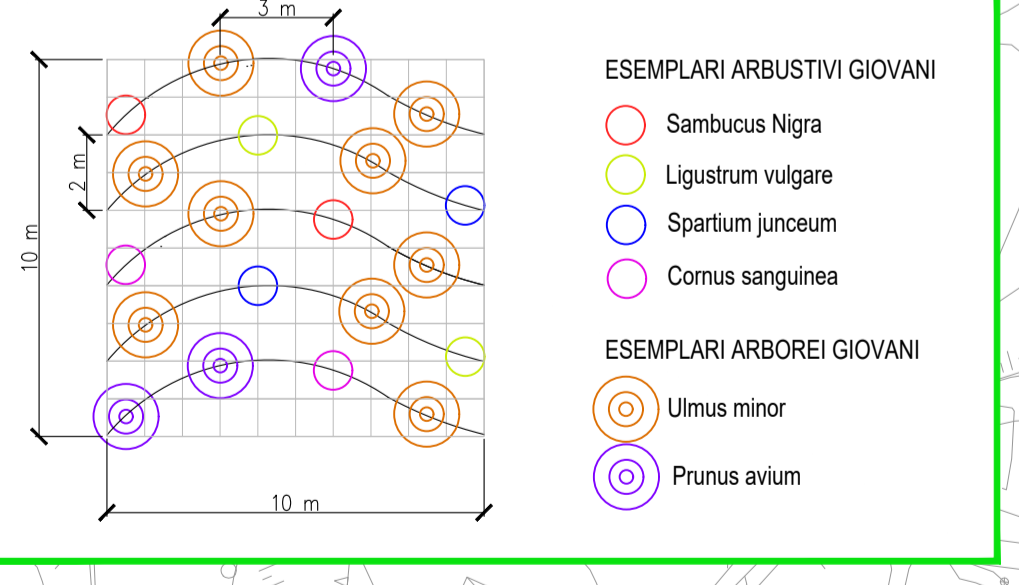 3 m
2 m
10 m
10 m
ESEMPLARI ARBUSTIVI GIOVANI
Sambucus Nigra
Ligustrum vulgare
Spartium junceum
Cornus sanguinea
ESEMPLARI ARBOREI GIOVANI
Ulmus minor
Prunus avium